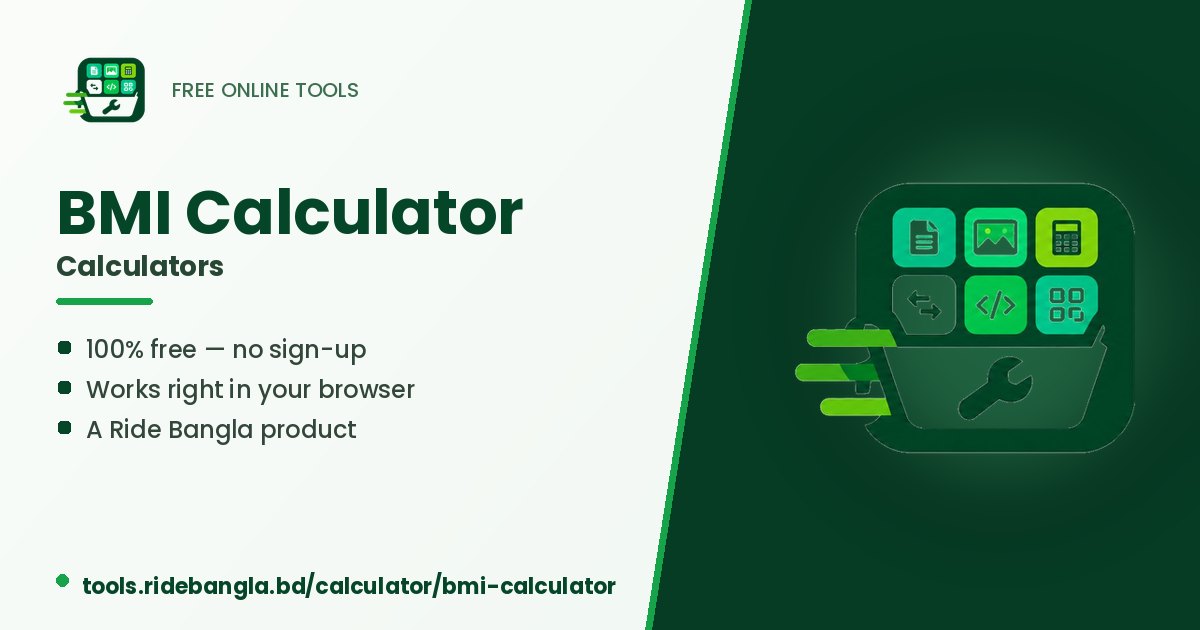 FREE ONLINE TOOLS
BMI Calculator
Calculators
100% free — no sign-up
Works right in your browser
A Ride Bangla product
tools.ridebangla.bd/calculator/bmi-calculator